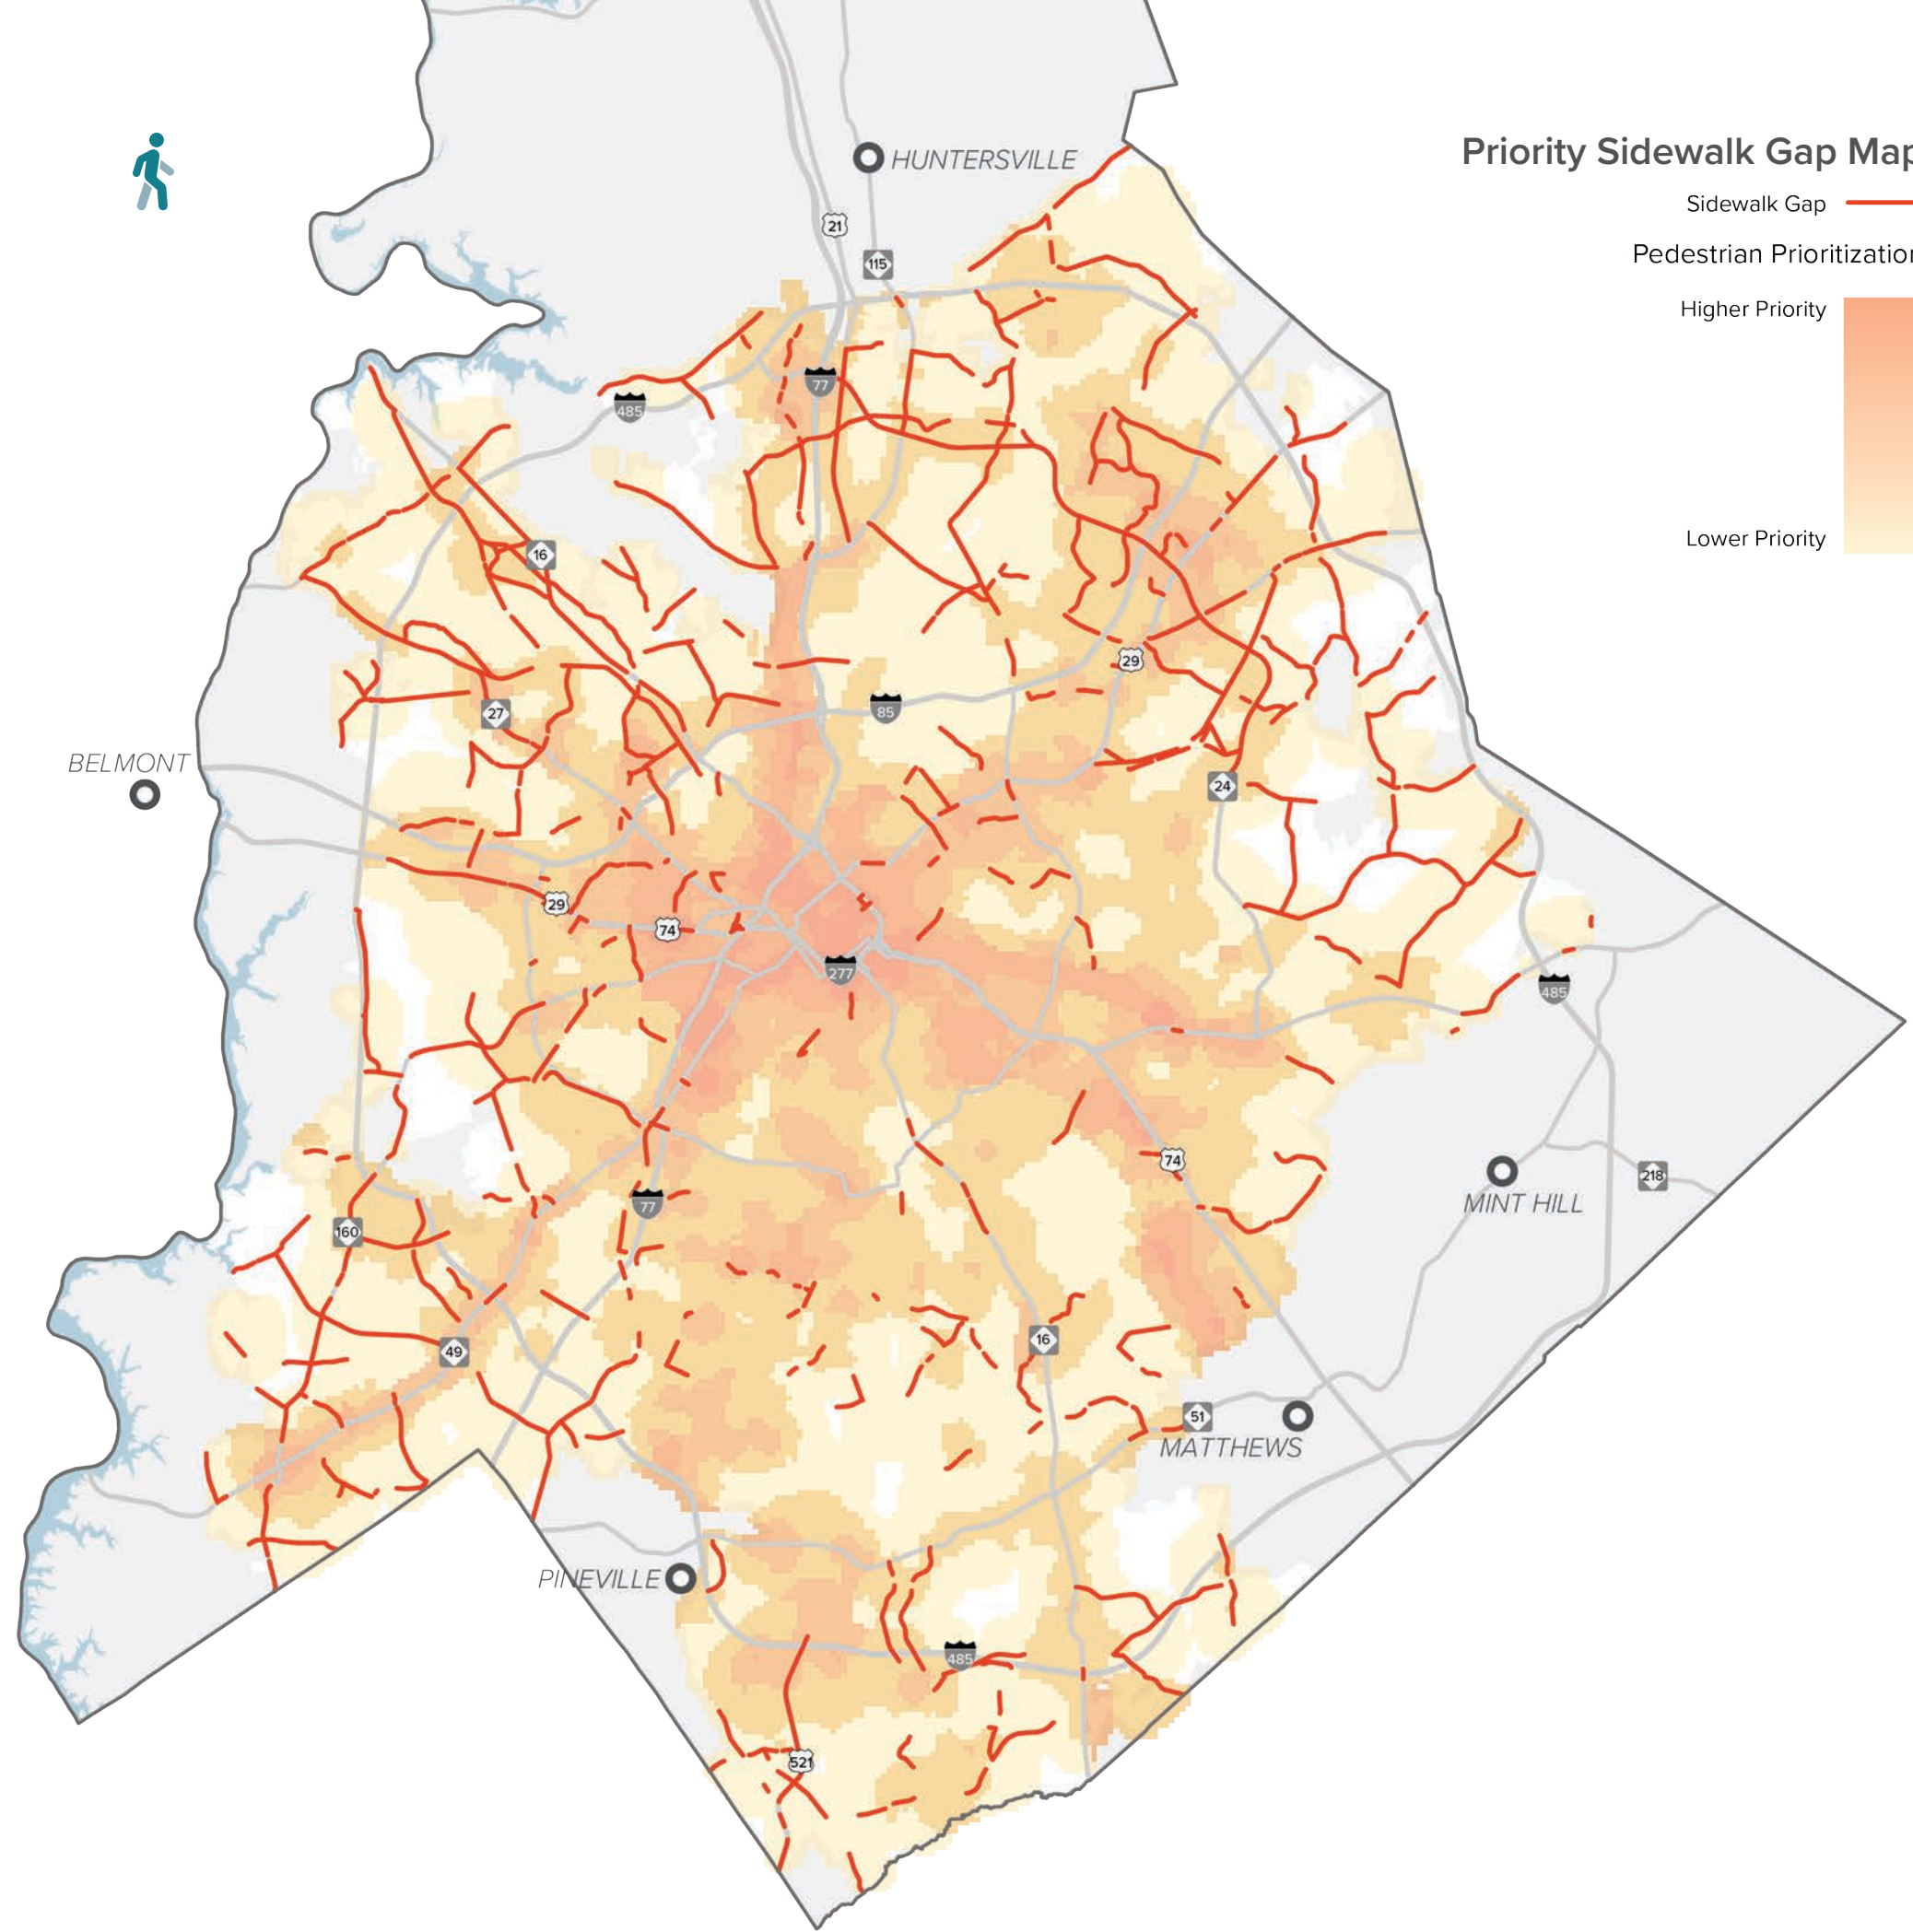 HUNTERSVILLE
Priority Sidewalk Gap Map
Sidewalk Gap
21
Pedestrian Prioritization
115
Higher Priority
77
485
Lower Priority
16
29
85
27
BELMONT
24
29
74
277
485
74
218
MINT HILL
77
160
16
49
51
MATTHEWS
PINEVILLE
485
521